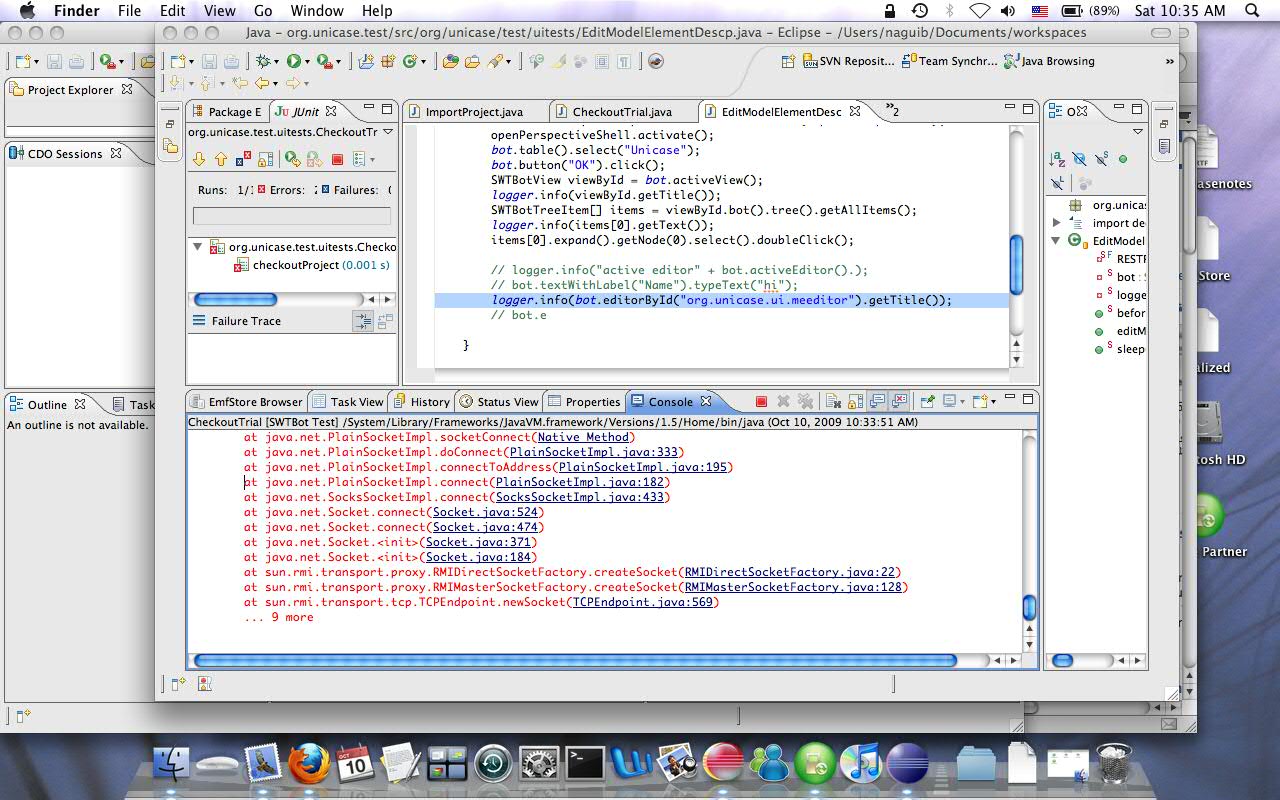 Finder File Edit View Go Window Help (89%) Sat 10:35 AM
Java – org.unicase.test/src/org/unicase/test/uitests/EditModelElementDescp.java – Eclipse – /Users/naguib/Documents/workspaces
SVN Reposit... Team Synchr... Java Browsing »
Project Explorer
CDO Sessions
Outline Task
An outline is not available.
Package E JUnit
org.unicase.test.uitests.CheckoutTr
Runs: 1/ Errors: Failures:
org.unicase.test.uitests.Checko
checkoutProject (0.001 s)
Failure Trace
ImportProject.java CheckoutTrial.java EditModelElementDesc »2
openPerspectiveShell.activate();
bot.table().select("Unicase");
bot.button("OK").click();
SWTBotView viewById = bot.activeView();
logger.info(viewById.getTitle());
SWTBotTreeItem[] items = viewById.bot().tree().getAllItems();
logger.info(items[0].getText());
items[0].expand().getNode(0).select().doubleClick();
// logger.info("active editor" + bot.activeEditor().);
// bot.textWithLabel("Name").typeText("hi");
logger.info(bot.editorById("org.unicase.ui.meeditor").getTitle());
// bot.e
}
O
org.unica
import de
EditModel
RESTF
bot :
logge
befor
editM
sleep
EmfStore Browser Task View History Status View Properties Console
CheckoutTrial [SWTBot Test] /System/Library/Frameworks/JavaVM.framework/Versions/1.5/Home/bin/java (Oct 10, 2009 10:33:51 AM)
at java.net.PlainSocketImpl.socketConnect(Native Method)
at java.net.PlainSocketImpl.doConnect(PlainSocketImpl.java:333)
at java.net.PlainSocketImpl.connectToAddress(PlainSocketImpl.java:195)
at java.net.PlainSocketImpl.connect(PlainSocketImpl.java:182)
at java.net.SocksSocketImpl.connect(SocksSocketImpl.java:433)
at java.net.Socket.connect(Socket.java:524)
at java.net.Socket.connect(Socket.java:474)
at java.net.Socket.<init>(Socket.java:371)
at java.net.Socket.<init>(Socket.java:184)
at sun.rmi.transport.proxy.RMIDirectSocketFactory.createSocket(RMIDirectSocketFactory.java:22)
at sun.rmi.transport.proxy.RMIMasterSocketFactory.createSocket(RMIMasterSocketFactory.java:128)
at sun.rmi.transport.tcp.TCPEndpoint.newSocket(TCPEndpoint.java:569)
... 9 more
asenotes
Store
alized
tosh HD
Partner
OCT
10